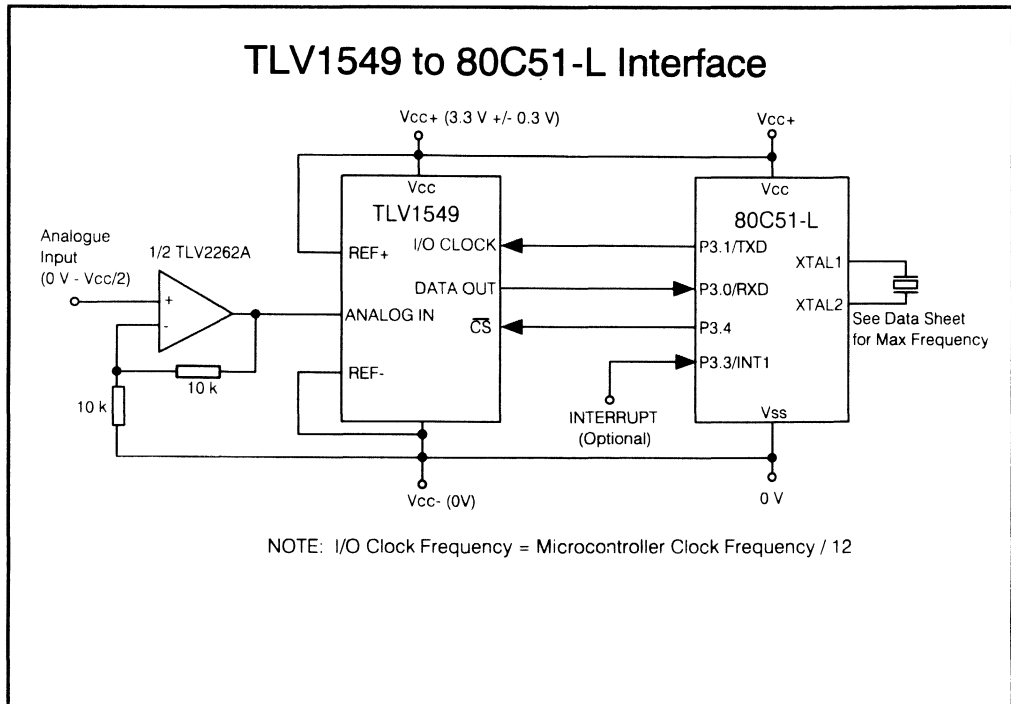 TLV1549 to 80C51-L Interface
Vcc+ (3.3 V +/- 0.3 V)
Vcc+
Vcc
TLV1549
Vcc
80C51-L
Analogue
Input
(0 V - Vcc/2)
1/2 TLV2262A
+
-
10 k
10 k
REF+
I/O CLOCK
DATA OUT
ANALOG IN
CS
REF-
P3.1/TXD
P3.0/RXD
P3.4
P3.3/INT1
XTAL1
XTAL2
See Data Sheet
for Max Frequency
INTERRUPT
(Optional)
Vss
Vcc- (0V)
0 V
NOTE: I/O Clock Frequency = Microcontroller Clock Frequency / 12